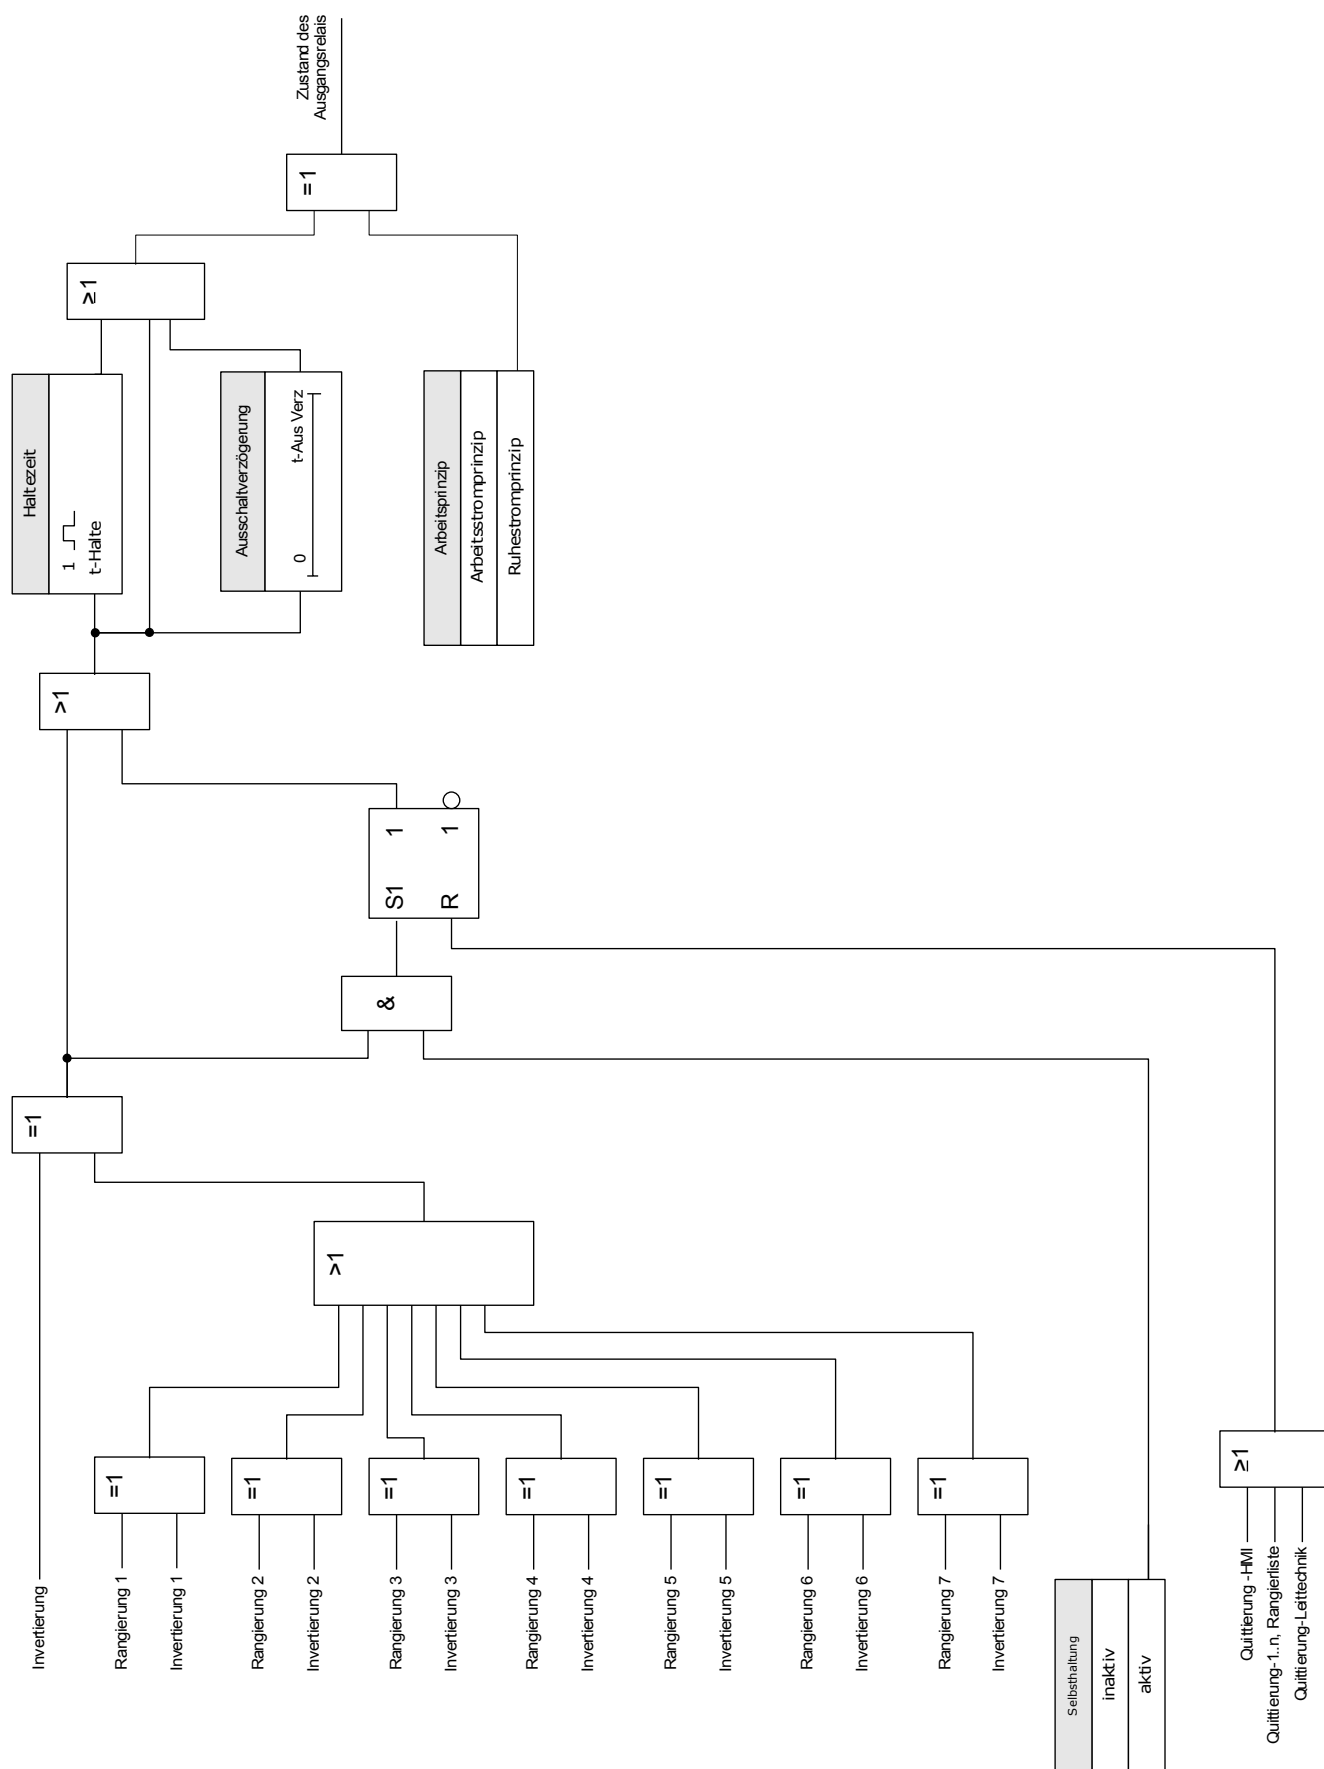 Invertierung
Rangierung 1
Invertierung 1
Rangierung 2
Invertierung 2
Rangierung 3
Invertierung 3
Rangierung 4
Invertierung 4
Rangierung 5
Invertierung 5
Rangierung 6
Invertierung 6
Rangierung 7
Invertierung 7
Selbsthaltung
inaktiv
aktiv
Quittierung -HMI
Quittierung-1..n, Rangierliste
Quittierung-Leittechnik
=1
=1
=1
=1
=1
=1
=1
≥1
>1
=1
&
S1 1
R 1
>1
Haltezeit
1
t-Halte
Ausschaltverzögerung
0 t-Aus Verz
Arbeitsprinzip
Arbeitsstromprinzip
Ruhestromprinzip
≥1
=1
Zustand des
Ausgangsrelais